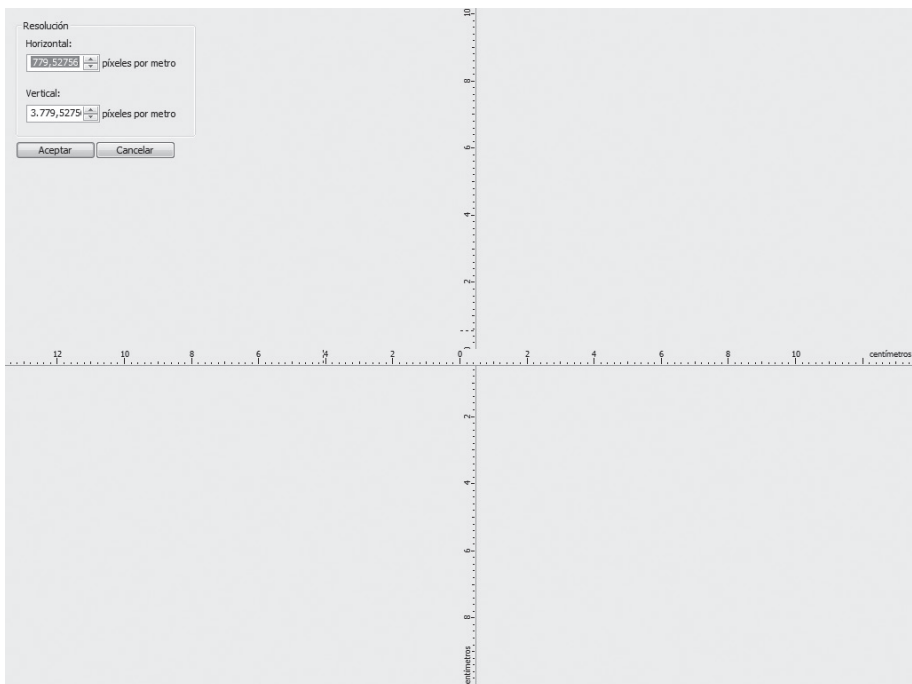 Resolución
Horizontal:
779,52756 píxeles por metro
Vertical:
3.779,5275 píxeles por metro
Aceptar Cancelar
10
8
6
4
2
12 10 8 6 4 2 0 2 4 6 8 10 centímetros
2
4
6
8
centímetros